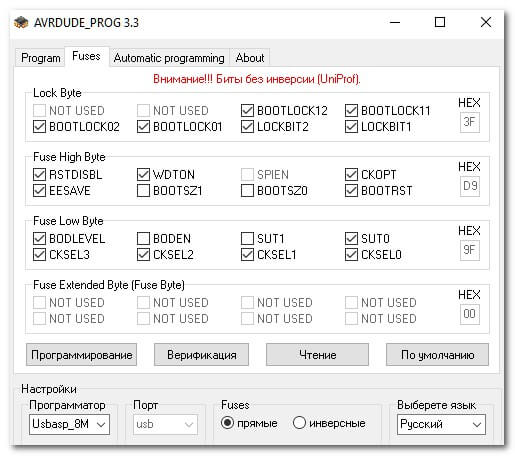 AVRDUDE_PROG 3.3
Program Fuses Automatic programming About
Внимание!!! Биты без инверсии (UniProf).
Lock Byte
NOT USED NOT USED BOOTLOCK12 BOOTLOCK11 HEX
BOOTLOCK02 BOOTLOCK01 LOCKBIT2 LOCKBIT1 3F
Fuse High Byte
RSTDISBL WDTON SPIEN CKOPT HEX
EESAVE BOOTSZ1 BOOTSZ0 BOOTRST D9
Fuse Low Byte
BODLEVEL BODEN SUT1 SUT0 HEX
CKSEL3 CKSEL2 CKSEL1 CKSEL0 9F
Fuse Extended Byte (Fuse Byte)
NOT USED NOT USED NOT USED NOT USED HEX
NOT USED NOT USED NOT USED NOT USED 00
Программирование Верификация Чтение По умолчанию
Настройки
Программатор Порт Fuses Выберете язык
Usbasp_8M usb прямые инверсные Русский